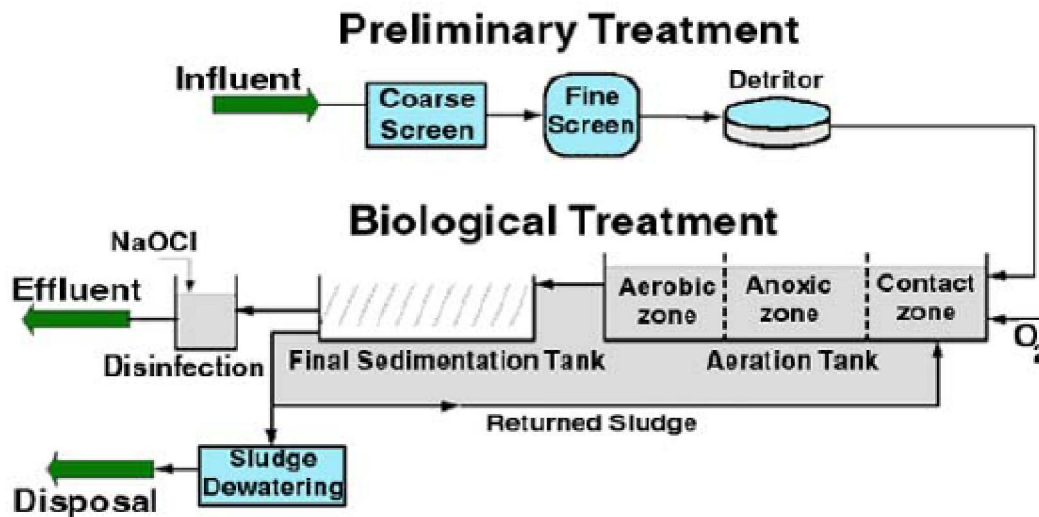 Preliminary Treatment
Influent
Coarse
Screen
Fine
Screen
Detritor
Biological Treatment
NaOCl
Effluent
Disinfection
Final Sedimentation Tank
Aerobic
zone
Anoxic
zone
Contact
zone
Aeration Tank
O2
Returned Sludge
Sludge
Dewatering
Disposal